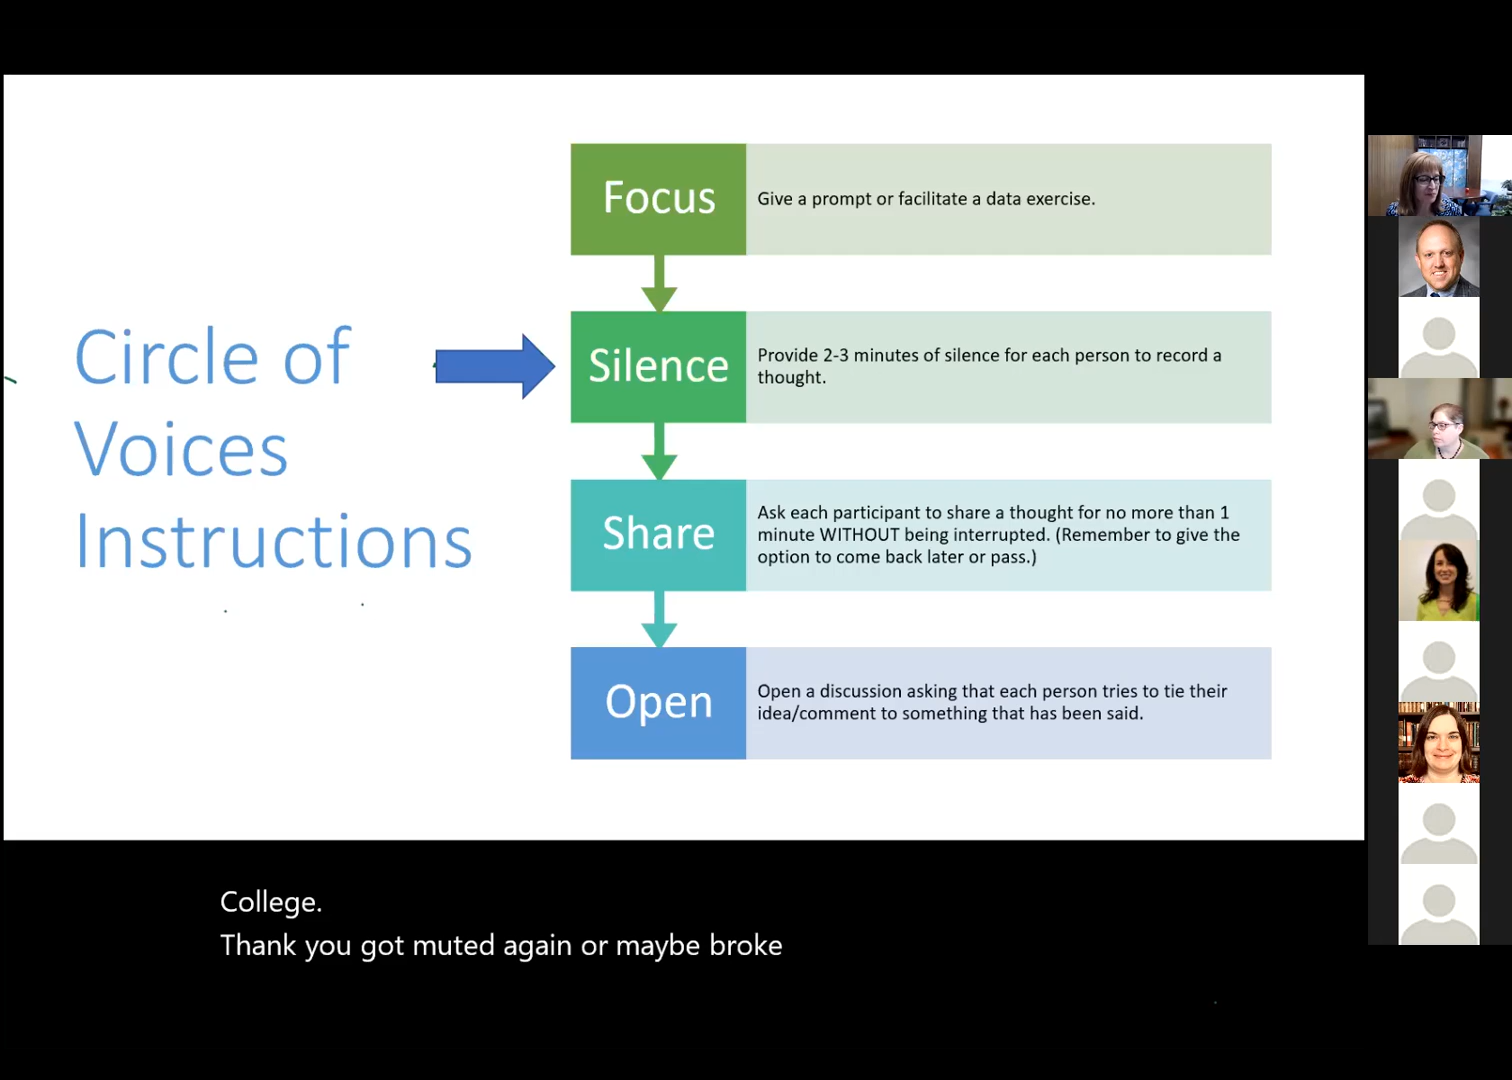 Circle of
Voices
Instructions
Focus
Give a prompt or facilitate a data exercise.
Silence
Provide 2-3 minutes of silence for each person to record a
thought.
Share
Ask each participant to share a thought for no more than 1
minute WITHOUT being interrupted. (Remember to give the
option to come back later or pass.)
Open
Open a discussion asking that each person tries to tie their
idea/comment to something that has been said.
College.
Thank you got muted again or maybe broke